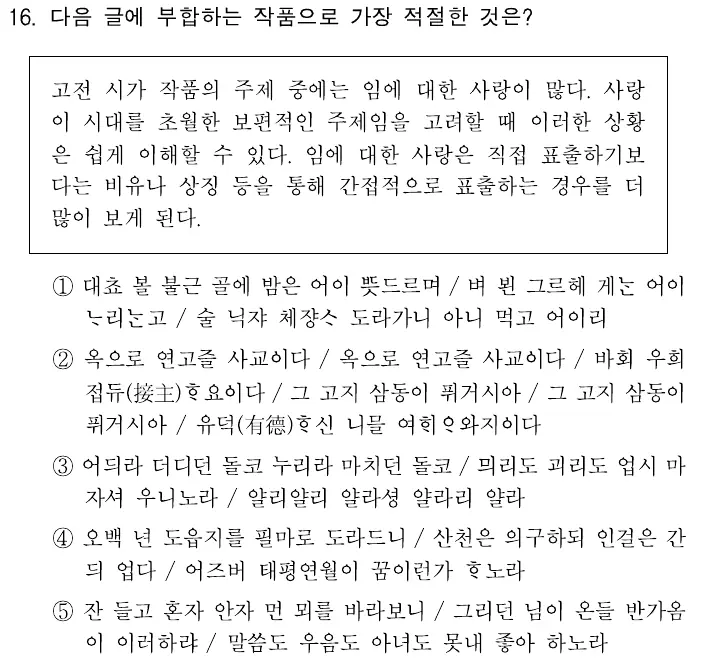 16. 다음 글에 부합하는 작품으로 가장 적절한 것은?
고전 시가 작품의 주제 중에는 임에 대한 사랑이 많다. 사랑
이 시대를 초월한 보편적인 주제임을 고려할 때 이러한 상황
은 쉽게 이해할 수 있다. 임에 대한 사랑은 직접 표출하기보
다는 비유나 상징 등을 통해 간접적으로 표출하는 경우를 더
많이 보게 된다.
① 대쵸 볼 불근 골에 밤은 어이 뜻드르며 / 벼 뷘 그르헤 게는 어이
ᄂᆞ리는고 / 술 닉쟈 체쟝ᄉᆞ 도라가니 아니 먹고 어이리
② 옥으로 연고즐 사교이다 / 옥으로 연고즐 사교이다 / 바회 우희
접듀(接主)ᄒᆞ요이다 / 그 고지 삼동이 퓌거시아 / 그 고지 삼동이
퓌거시아 / 유덕(有德)ᄒᆞ신 니믈 여ᄒᆡᄋᆞ와지이다
③ 어듸라 더디던 돌코 누리라 마치던 돌코 / 믜리도 괴리도 업시 마
자셔 우니노라 / 얄리얄리 얄라셩 얄라리 얄라
④ 오백 년 도읍지를 필마로 도라드니 / 산천은 의구하되 인걸은 간
듸 업다 / 어즈버 태평연월이 꿈이런가 ᄒᆞ노라
⑤ 잔 들고 혼자 안자 먼 뫼를 바라보니 / 그리던 님이 온들 반가옴
이 이러하랴 / 말씀도 우음도 아녀도 못내 좋아 하노라